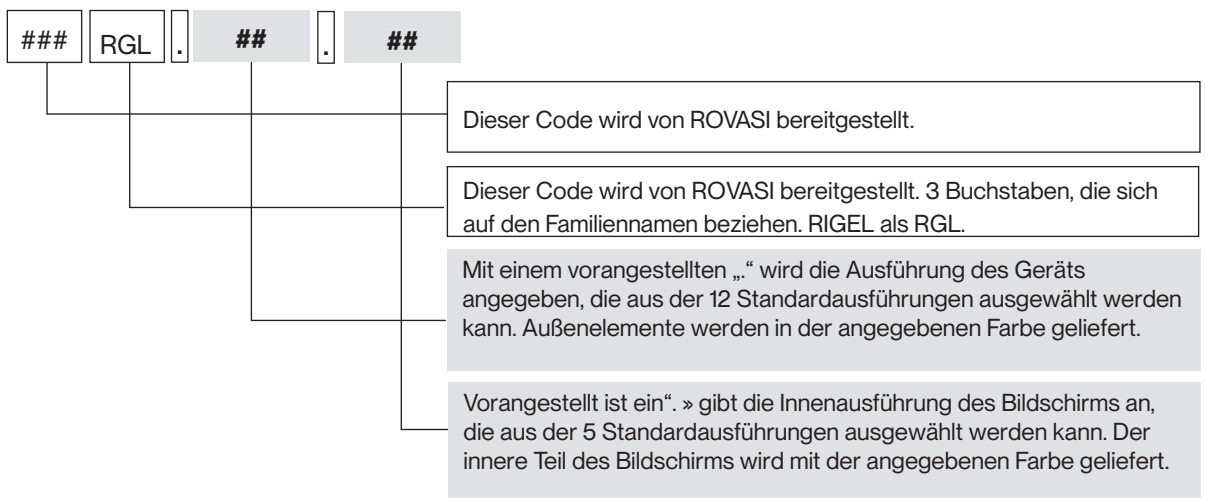 ### RGL . ## . ##
Dieser Code wird von ROVASI bereitgestellt.
Dieser Code wird von ROVASI bereitgestellt. 3 Buchstaben, die sich
auf den Familiennamen beziehen. RIGEL als RGL.
Mit einem vorangestellten „.“ wird die Ausführung des Geräts
angegeben, die aus der 12 Standardausführungen ausgewählt werden
kann. Außenelemente werden in der angegebenen Farbe geliefert.
Vorangestellt ist ein“. » gibt die Innenausführung des Bildschirms an,
die aus der 5 Standardausführungen ausgewählt werden kann. Der
innere Teil des Bildschirms wird mit der angegebenen Farbe geliefert.